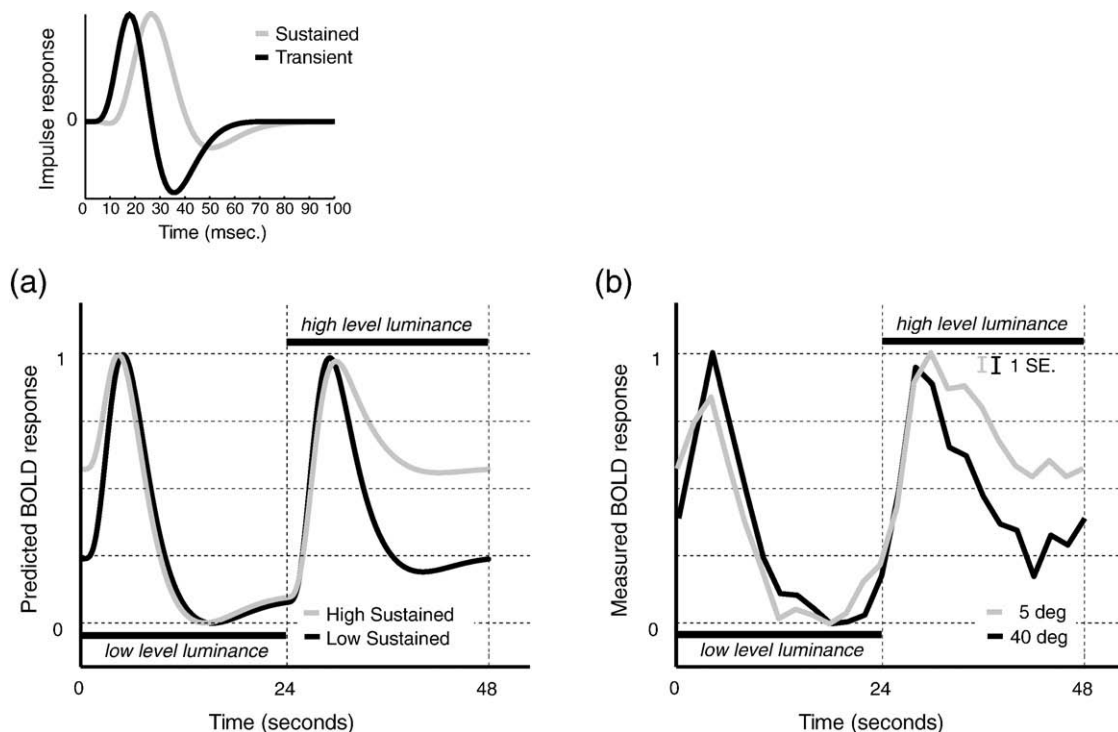 Impulse response
0
Sustained
Transient
0 10 20 30 40 50 60 70 80 90 100
Time (msec.)
(a)
Predicted BOLD response
high level luminance
1
High Sustained
Low Sustained
0
low level luminance
0 24 48
Time (seconds)
(b)
Measured BOLD response
high level luminance
1
1 SE.
5 deg
40 deg
0
low level luminance
0 24 48
Time (seconds)